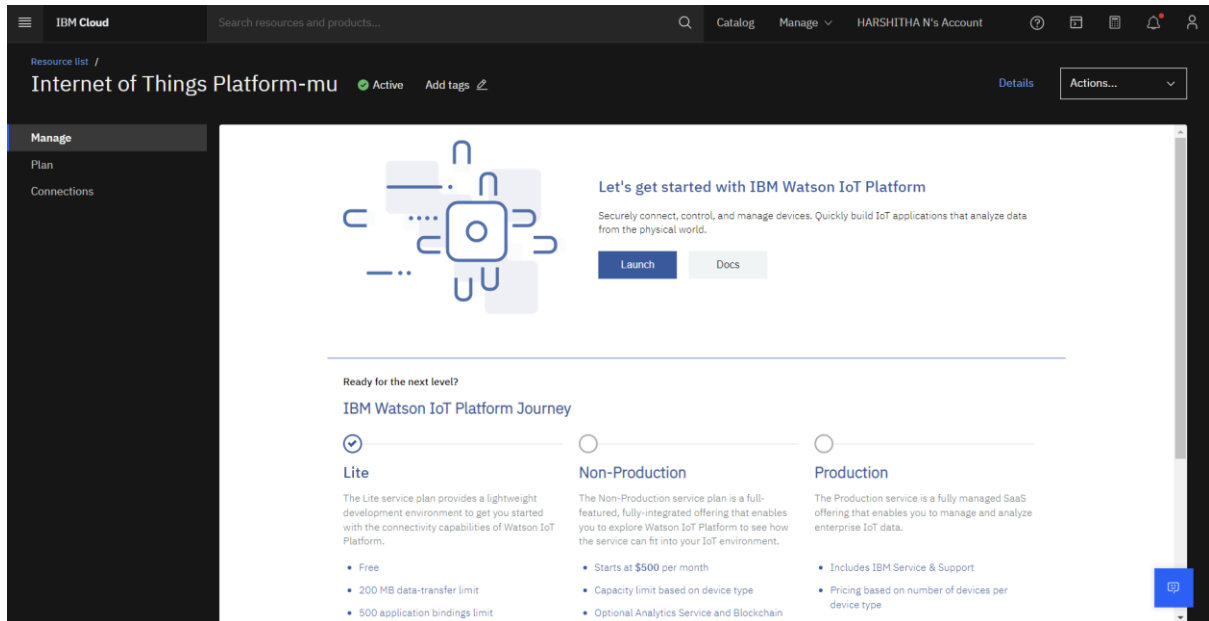 IBM Cloud
Search resources and products...
Catalog
Manage
HARSHITHA N's Account
Resource list /
Internet of Things Platform-mu
Active
Add tags
Details
Actions...
Manage
Plan
Connections
Let's get started with IBM Watson IoT Platform
Securely connect, control, and manage devices. Quickly build IoT applications that analyze data
from the physical world.
Launch
Docs
Ready for the next level?
IBM Watson IoT Platform Journey
Lite
The Lite service plan provides a lightweight
development environment to get you started
with the connectivity capabilities of Watson IoT
Platform.
• Free
• 200 MB data-transfer limit
• 500 application bindings limit
Non-Production
The Non-Production service plan is a full-
featured, fully-integrated offering that enables
you to explore Watson IoT Platform to see how
the service can fit into your IoT environment.
• Starts at $500 per month
• Capacity limit based on device type
• Optional Analytics Service and Blockchain
Production
The Production service is a fully managed SaaS
offering that enables you to manage and analyze
enterprise IoT data.
• Includes IBM Service & Support
• Pricing based on number of devices per
device type